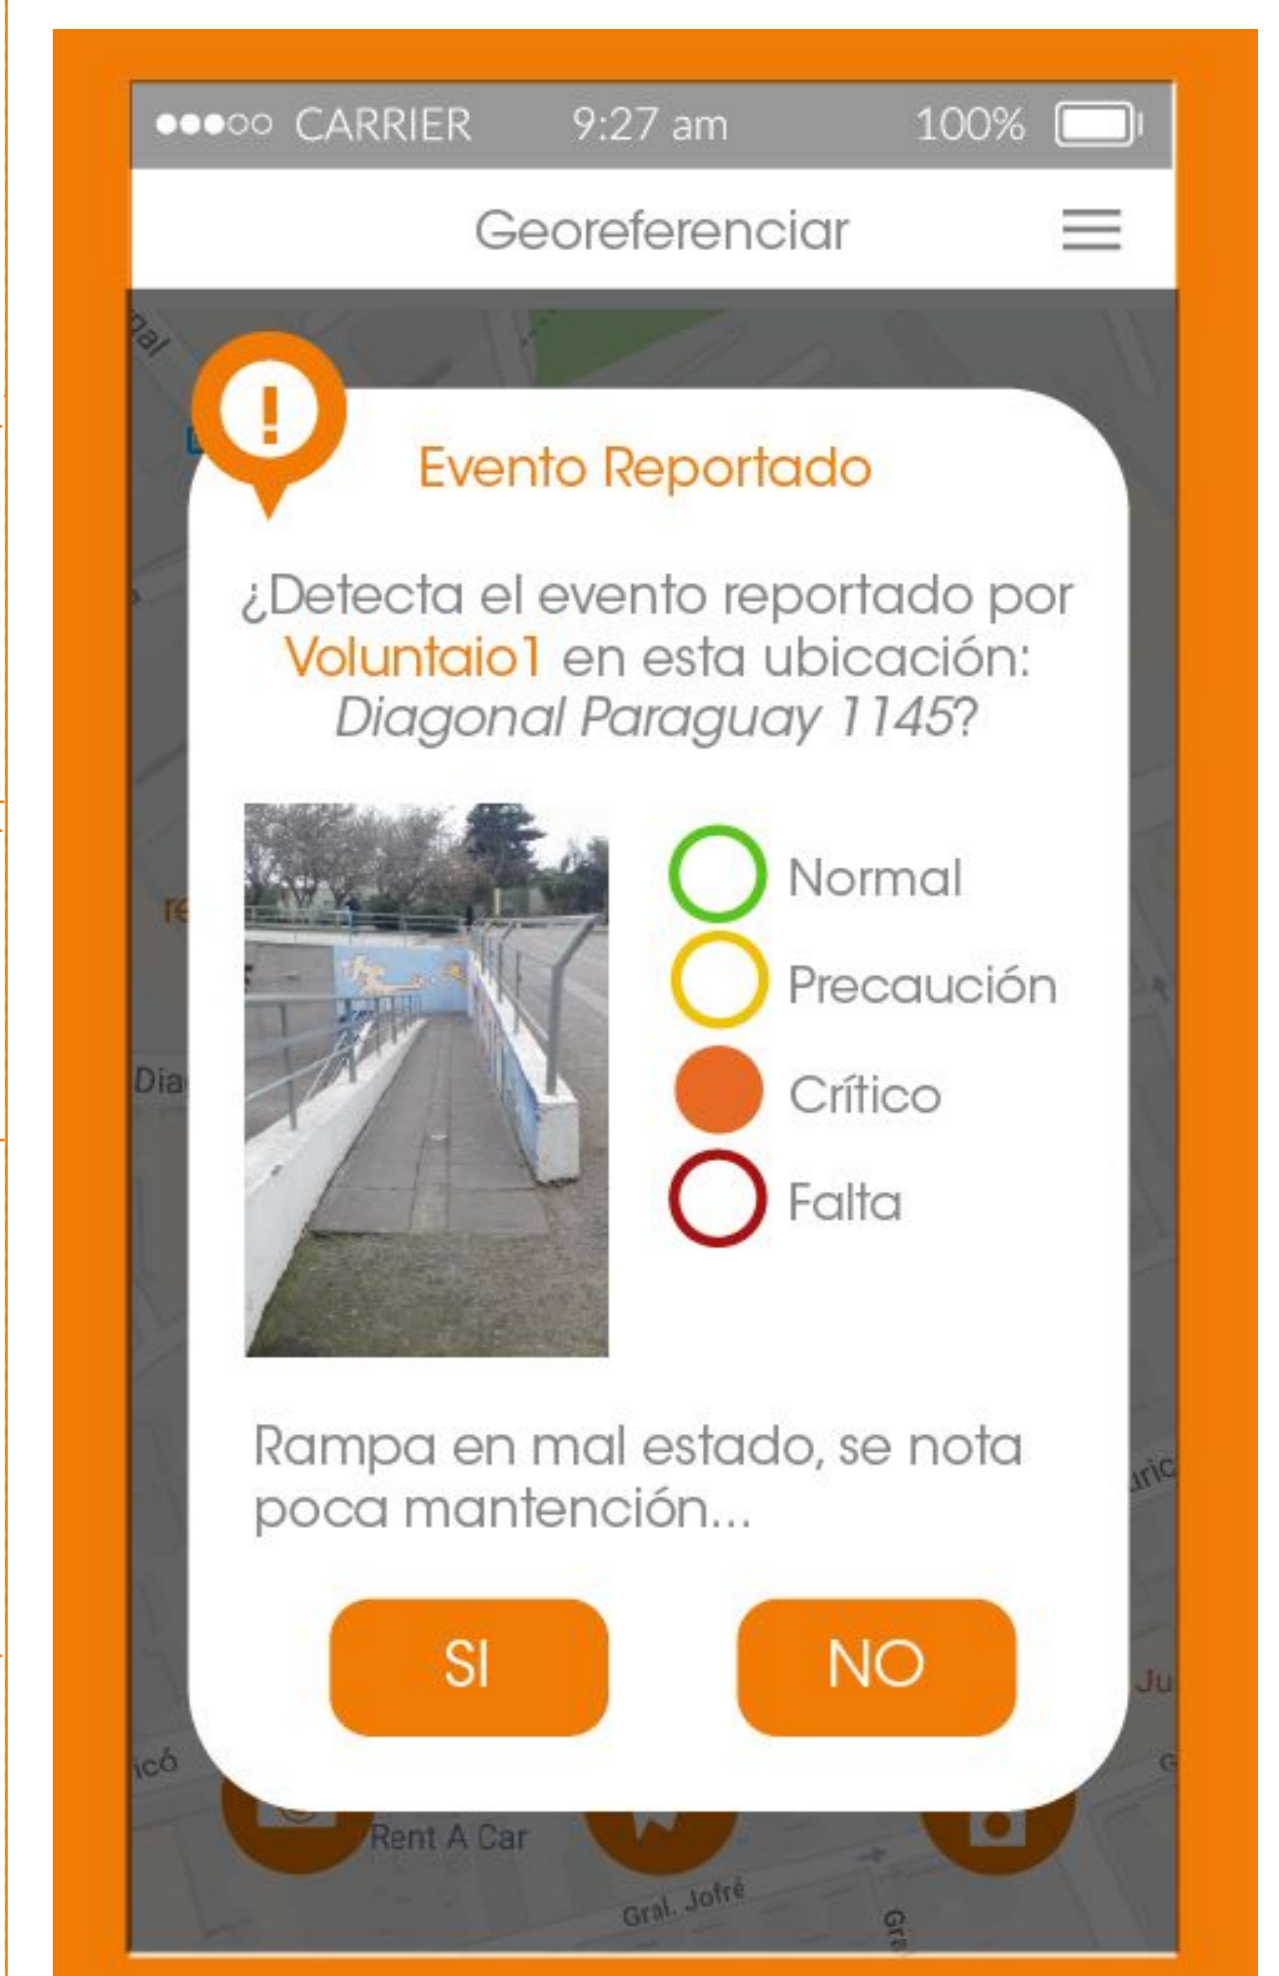 CARRIER 9:27 am 100%
Georeferenciar
!
Evento Reportado
¿Detecta el evento reportado por
Voluntaio1 en esta ubicación:
Diagonal Paraguay 1145?
Normal
Precaución
Crítico
Falta
Rampa en mal estado, se nota
poca mantención...
SI NO
Rent A Car
Gral. Jofré